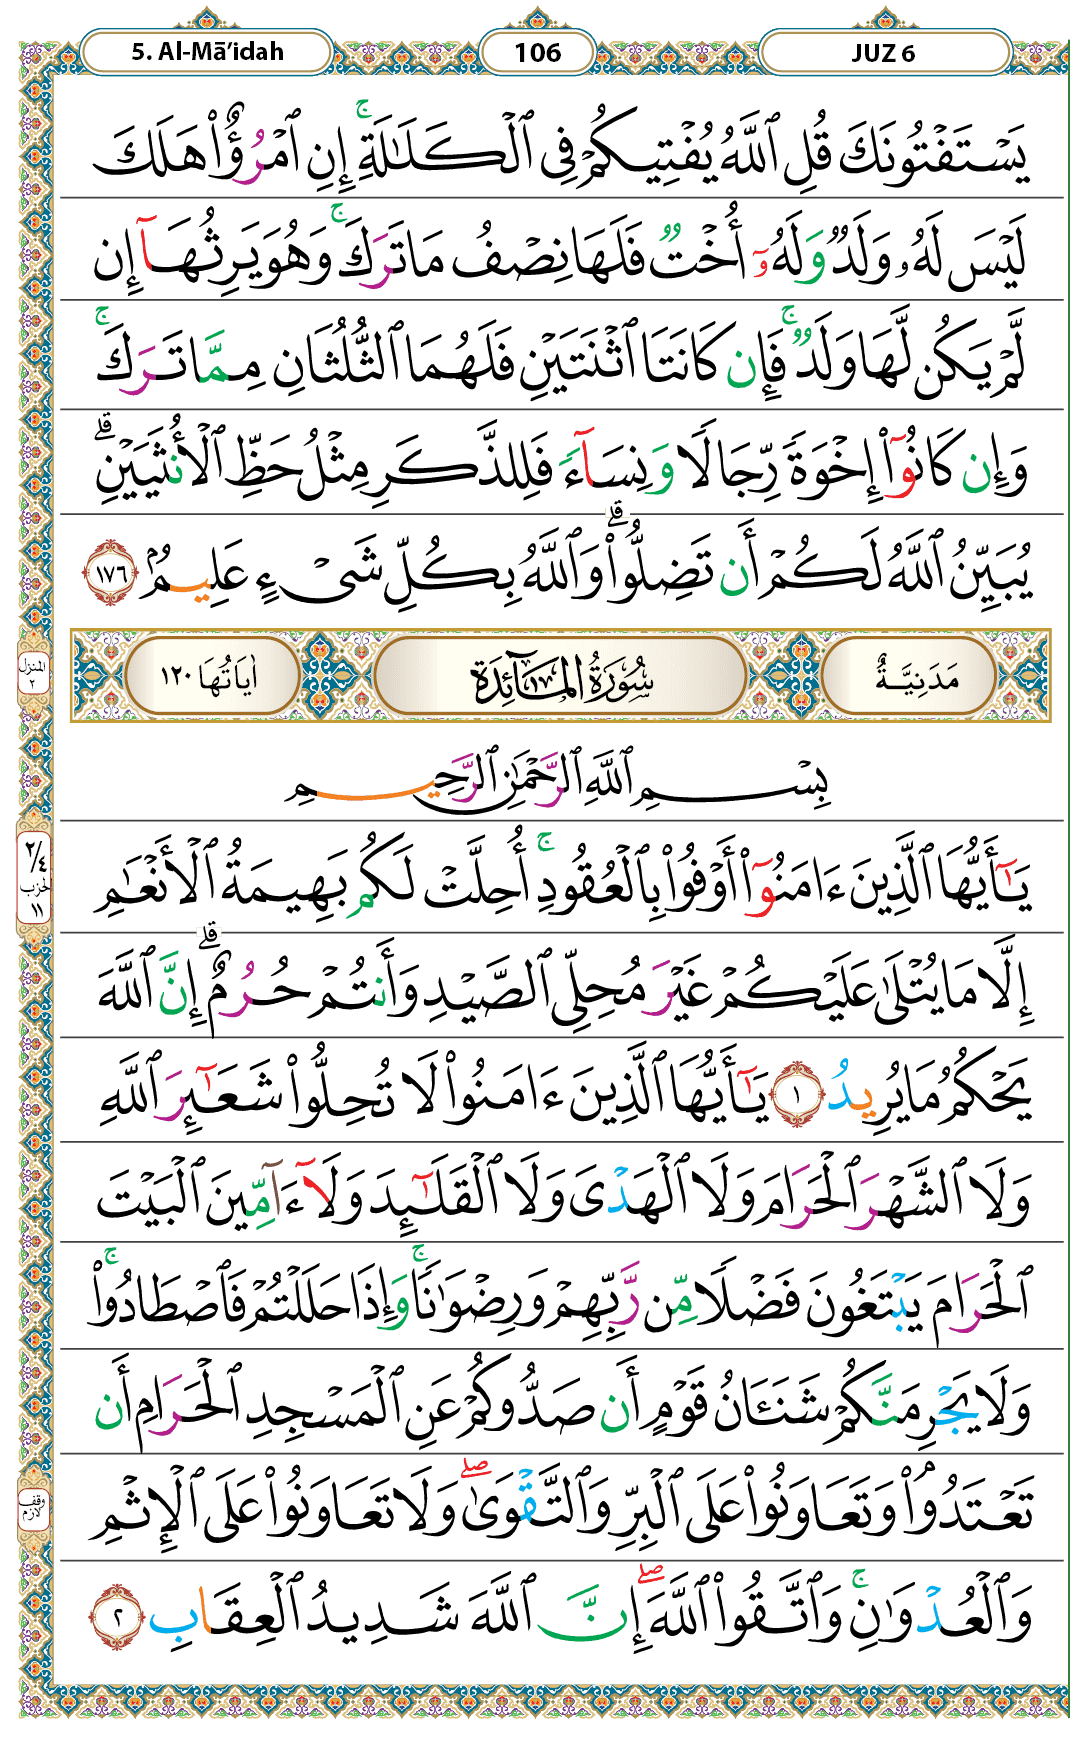 5. Al-Mā’idah 106 JUZ 6
يَسْتَفْتُونَكَ قُلِ ٱللَّهُ يُفْتِيكُمْ فِى ٱلْكَلَـٰلَةِ ۚ إِنِ ٱمْرُؤٌا۟ هَلَكَ
لَيْسَ لَهُۥ وَلَدٌ وَلَهُۥٓ أُخْتٌ فَلَهَا نِصْفُ مَا تَرَكَ ۚ وَهُوَ يَرِثُهَآ إِن
لَّمْ يَكُن لَّهَا وَلَدٌ ۚ فَإِن كَانَتَا ٱثْنَتَيْنِ فَلَهُمَا ٱلثُّلُثَانِ مِمَّا تَرَكَ ۚ
وَإِن كَانُوٓا۟ إِخْوَةً رِّجَالًا وَنِسَآءً فَلِلذَّكَرِ مِثْلُ حَظِّ ٱلْأُنثَيَيْنِ ۗ
يُبَيِّنُ ٱللَّهُ لَكُمْ أَن تَضِلُّوا۟ ۗ وَٱللَّهُ بِكُلِّ شَىْءٍ عَلِيمٌۢ ١٧٦
مَدَنِيَّةٌ سُورَةُ المَآئِدَة اٰيَاتُهَا ١٢٠
المنزل ٢
بِسْمِ ٱللَّهِ ٱلرَّحْمَـٰنِ ٱلرَّحِيمِ
يَـٰٓأَيُّهَا ٱلَّذِينَ ءَامَنُوٓا۟ أَوْفُوا۟ بِٱلْعُقُودِ ۚ أُحِلَّتْ لَكُم بَهِيمَةُ ٱلْأَنْعَـٰمِ
٢/٤ الحزب ١١
إِلَّا مَا يُتْلَىٰ عَلَيْكُمْ غَيْرَ مُحِلِّى ٱلصَّيْدِ وَأَنتُمْ حُرُمٌ ۗ إِنَّ ٱللَّهَ
يَحْكُمُ مَا يُرِيدُ ١ يَـٰٓأَيُّهَا ٱلَّذِينَ ءَامَنُوا۟ لَا تُحِلُّوا۟ شَعَـٰٓئِرَ ٱللَّهِ
وَلَا ٱلشَّهْرَ ٱلْحَرَامَ وَلَا ٱلْهَدْىَ وَلَا ٱلْقَلَـٰٓئِدَ وَلَآ ءَآمِّينَ ٱلْبَيْتَ
ٱلْحَرَامَ يَبْتَغُونَ فَضْلًا مِّن رَّبِّهِمْ وَرِضْوَٰنًا ۚ وَإِذَا حَلَلْتُمْ فَٱصْطَادُوا۟ ۚ
وَلَا يَجْرِمَنَّكُمْ شَنَـَٔانُ قَوْمٍ أَن صَدُّوكُمْ عَنِ ٱلْمَسْجِدِ ٱلْحَرَامِ أَن
تَعْتَدُوا۟ ۘ وَتَعَاوَنُوا۟ عَلَى ٱلْبِرِّ وَٱلتَّقْوَىٰ ۖ وَلَا تَعَاوَنُوا۟ عَلَى ٱلْإِثْمِ
وقف لازم
وَٱلْعُدْوَٰنِ ۚ وَٱتَّقُوا۟ ٱللَّهَ ۖ إِنَّ ٱللَّهَ شَدِيدُ ٱلْعِقَابِ ٢